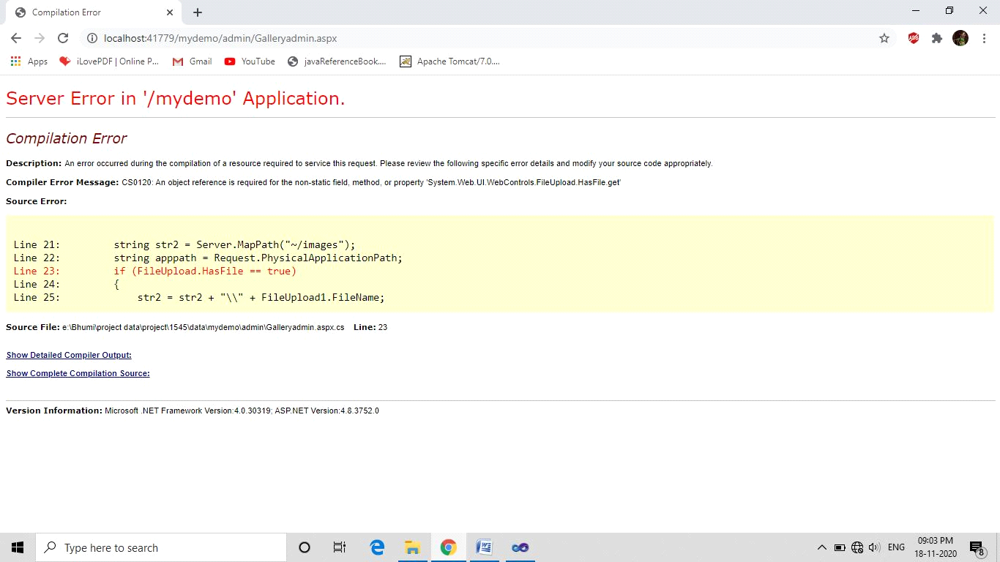 Compilation Error
localhost:41779/mydemo/admin/Galleryadmin.aspx
ABP
Apps iLovePDF | Online P... Gmail YouTube javaReferenceBook.... Apache Tomcat/7.0....
Server Error in '/mydemo' Application.
Compilation Error
Description: An error occurred during the compilation of a resource required to service this request. Please review the following specific error details and modify your source code appropriately.
Compiler Error Message: CS0120: An object reference is required for the non-static field, method, or property 'System.Web.UI.WebControls.FileUpload.HasFile.get'
Source Error:
Line 21:         string str2 = Server.MapPath("~/images");
Line 22:         string apppath = Request.PhysicalApplicationPath;
Line 23:         if (FileUpload.HasFile == true)
Line 24:         {
Line 25:             str2 = str2 + "\\" + FileUpload1.FileName;
Source File: e:\Bhumi\project data\project\1545\data\mydemo\admin\Galleryadmin.aspx.cs Line: 23
Show Detailed Compiler Output:
Show Complete Compilation Source:
Version Information: Microsoft .NET Framework Version:4.0.30319; ASP.NET Version:4.8.3752.0
Type here to search
ENG
09:03 PM
18-11-2020
8